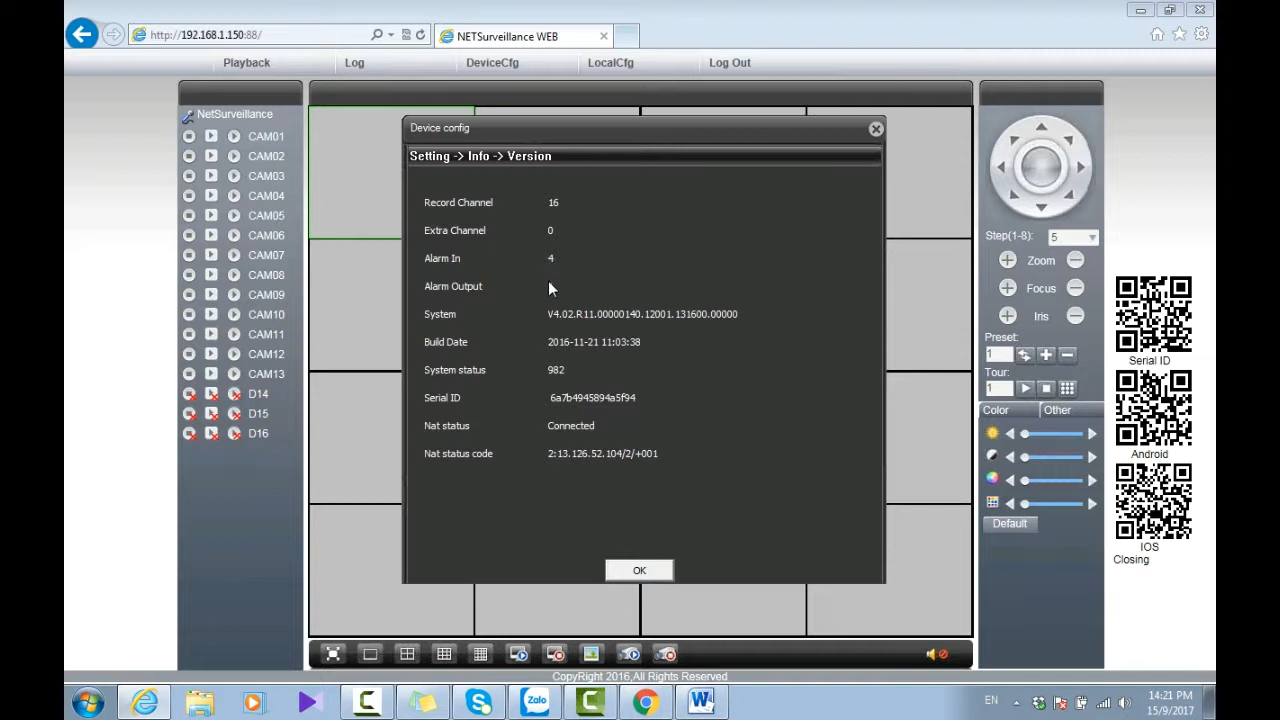 http://192.168.1.150:88/
NETSurveillance WEB
Playback
Log
DeviceCfg
LocalCfg
Log Out
NetSurveillance
CAM01
CAM02
CAM03
CAM04
CAM05
CAM06
CAM07
CAM08
CAM09
CAM10
CAM11
CAM12
CAM13
D14
D15
D16
Device config
Setting -> Info -> Version
Record Channel 16
Extra Channel 0
Alarm In 4
Alarm Output
System V4.02.R11.00000140.12001.131600.00000
Build Date 2016-11-21 11:03:38
System status 982
Serial ID 6a7b4945894a5f94
Nat status Connected
Nat status code 2:13.126.52.104/2/+001
OK
Step(1-8): 5
Zoom
Focus
Iris
Preset:
1
Tour:
1
Color
Other
Default
Serial ID
Android
IOS
Closing
CopyRight 2016,All Rights Reserved
Zalo
EN
14:21 PM
15/9/2017